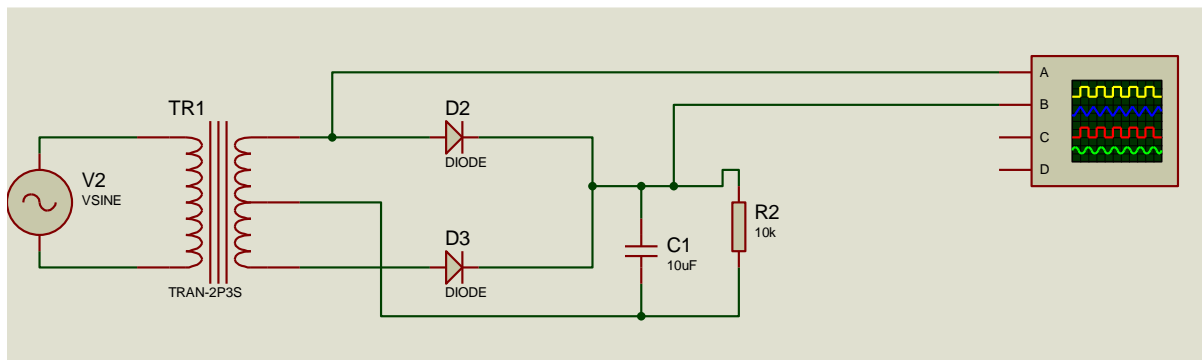 TR1
TRAN-2P3S
V2
VSINE
D2
DIODE
D3
DIODE
C1
10uF
R2
10k
A
B
C
D